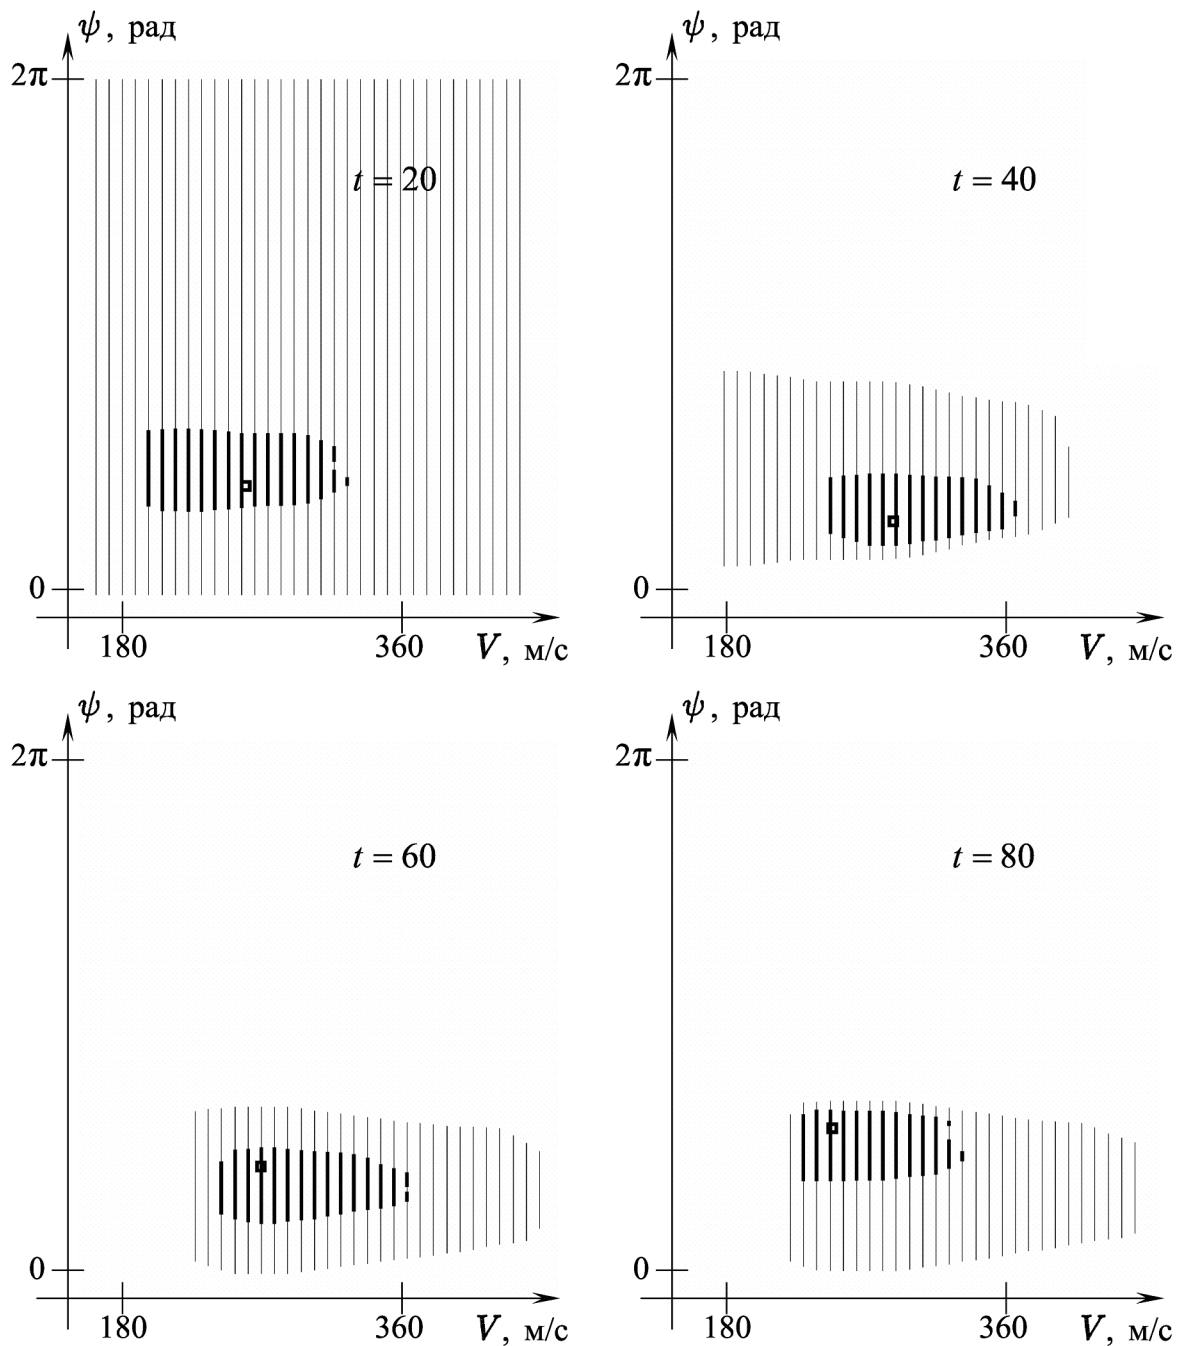 ψ, рад ψ, рад
2π 2π
t = 20 t = 40
0 0
180 360 V, м/с 180 360 V, м/с
ψ, рад ψ, рад
2π 2π
t = 60 t = 80
0 0
180 360 V, м/с 180 360 V, м/с